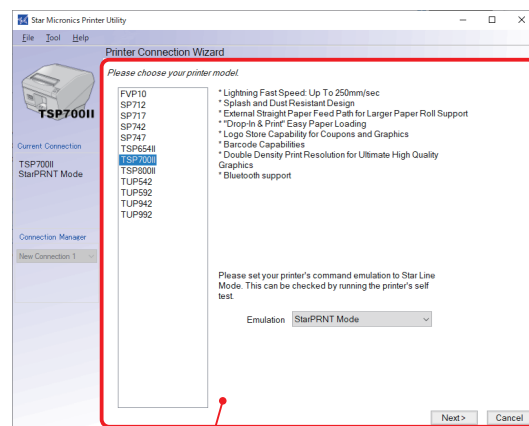 Star Micronics Printer Utility
File Tool Help
Printer Connection Wizard
Please choose your printer model.
TSP700II
Current Connection
TSP700II
StarPRNT Mode
Connection Manager
New Connection 1
FVP10
SP712
SP717
SP742
SP747
TSP654II
TSP700II
TSP800II
TUP542
TUP592
TUP942
TUP992
* Lightning Fast Speed: Up To 250mm/sec
* Splash and Dust Resistant Design
* External Straight Paper Feed Path for Larger Paper Roll Support
* "Drop-In & Print" Easy Paper Loading
* Logo Store Capability for Coupons and Graphics
* Barcode Capabilities
* Double Density Print Resolution for Ultimate High Quality
Graphics
* Bluetooth support
Please set your printer's command emulation to Star Line
Mode. This can be checked by running the printer's self
test.
Emulation StarPRNT Mode
Next > Cancel